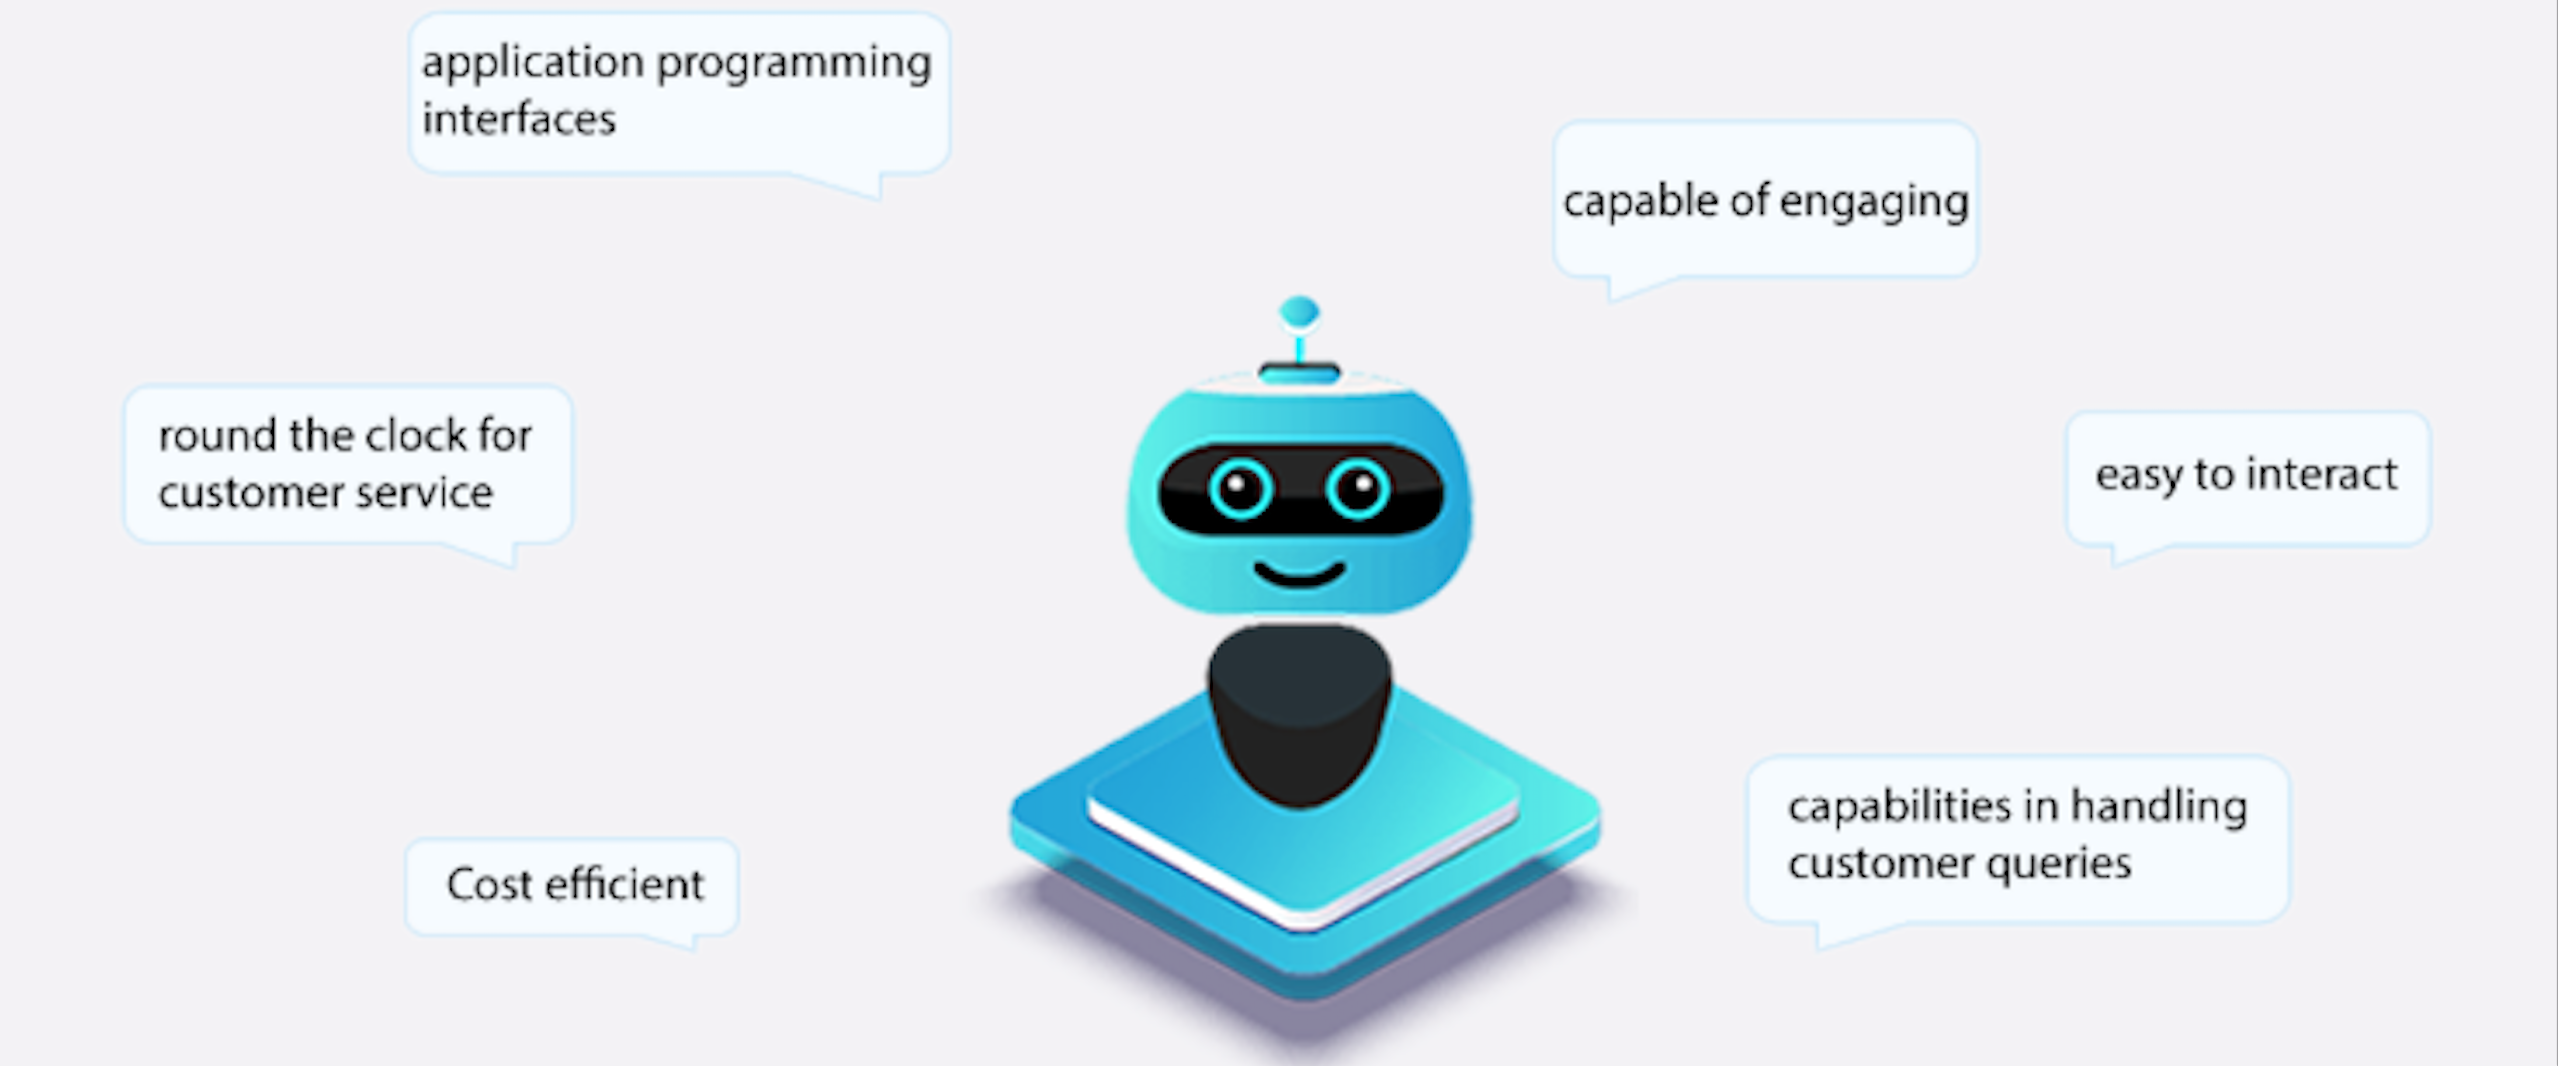 application programming
interfaces
capable of engaging
round the clock for
customer service
easy to interact
capabilities in handling
customer queries
Cost efficient